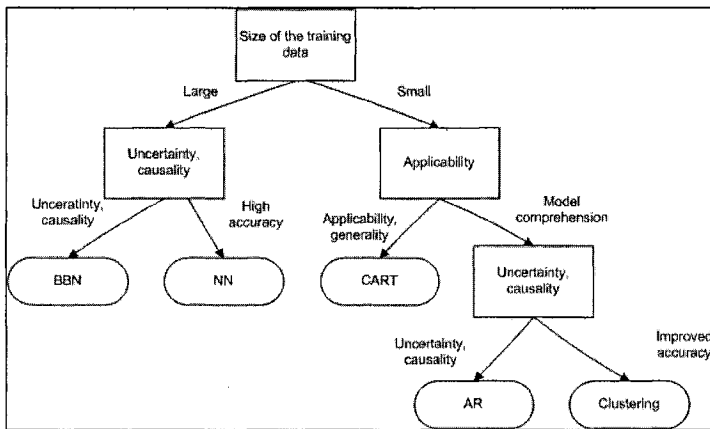 Size of the training
data
Large
Small
Uncertainty,
causality
Applicability
Unceratinty,
causality
High
accuracy
Applicability,
generality
Model
comprehension
BBN
NN
CART
Uncertainty,
causality
Uncertainty,
causality
Improved
accuracy
AR
Clustering